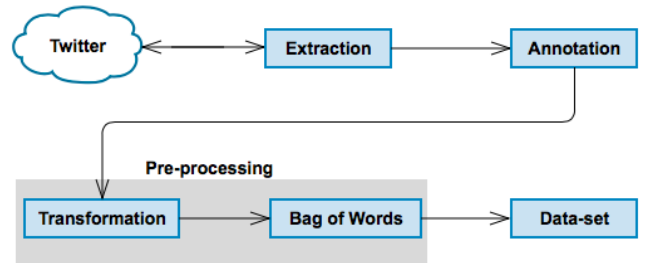 Twitter
Extraction
Annotation
Pre-processing
Transformation
Bag of Words
Data-set